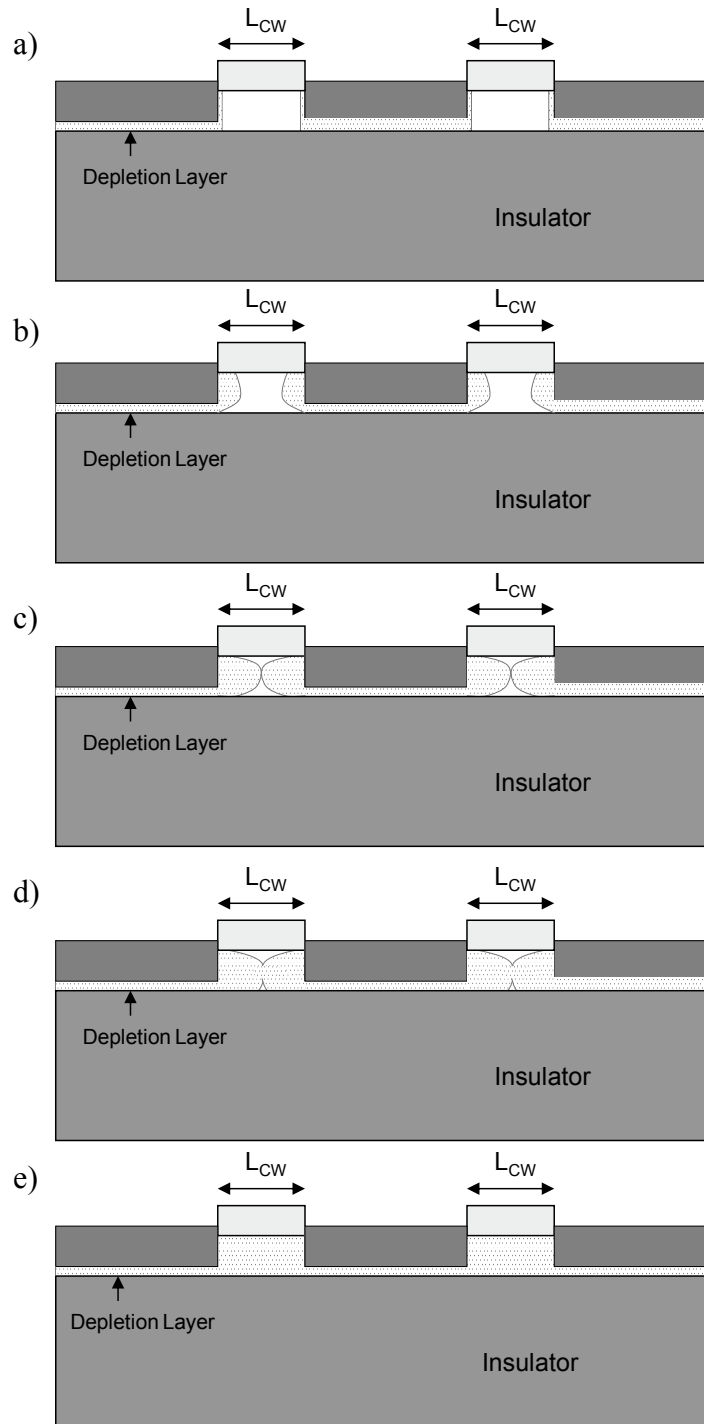 L_CW L_CW
a)
Depletion Layer
Insulator
L_CW L_CW
b)
Depletion Layer
Insulator
L_CW L_CW
c)
Depletion Layer
Insulator
L_CW L_CW
d)
Depletion Layer
Insulator
L_CW L_CW
e)
Depletion Layer
Insulator